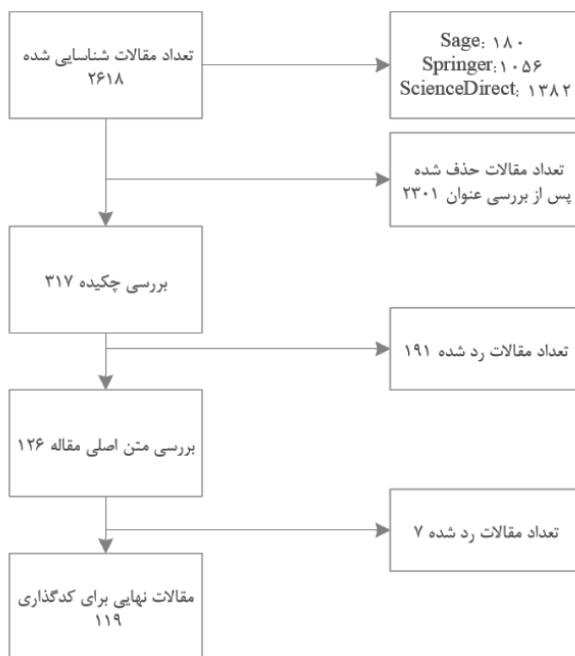 تعداد مقالات شناسایی شده
۲۶۱۸
Sage: ۱۸۰
Springer:۱۰۵۶
ScienceDirect: ۱۳۸۲
تعداد مقالات حذف شده
پس از بررسی عنوان ۲۳۰۱
بررسی چکیده ۳۱۷
تعداد مقالات رد شده ۱۹۱
بررسی متن اصلی مقاله ۱۲۶
تعداد مقالات رد شده ۷
مقالات نهایی برای کدگذاری
۱۱۹